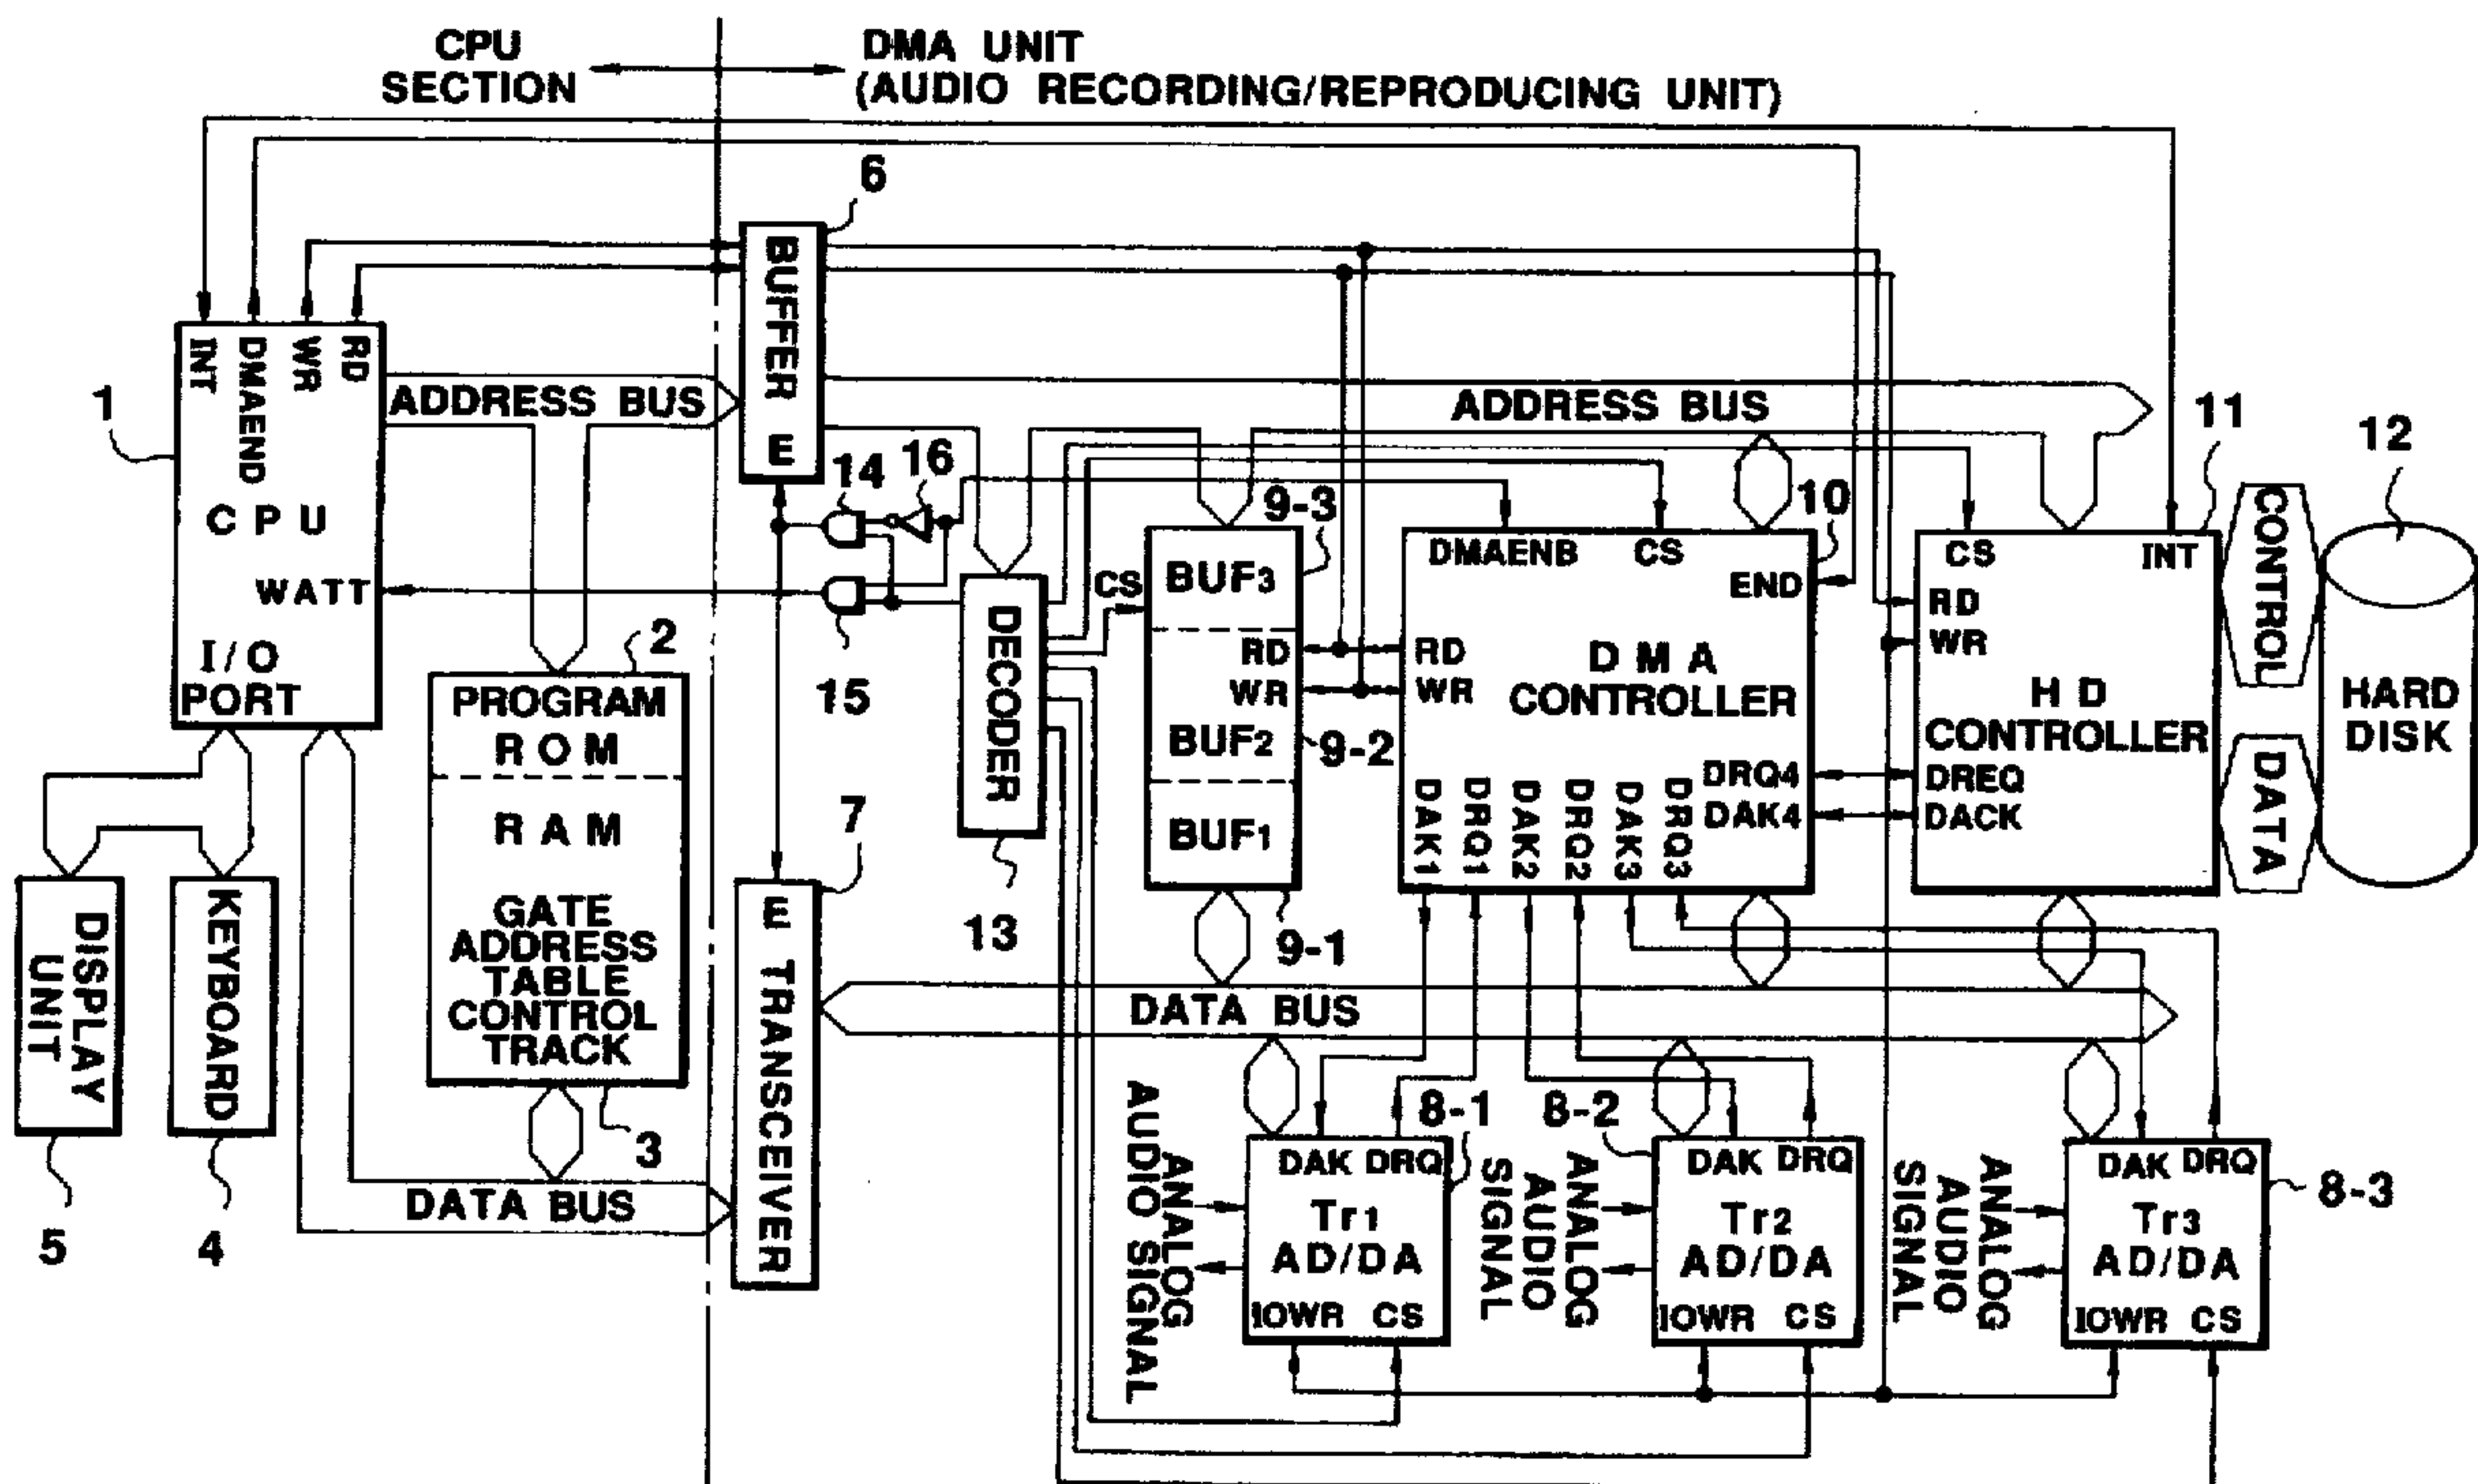 CPU
SECTION
DMA UNIT
(AUDIO RECORDING/REPRODUCING UNIT)
6
BUFFER E
1
INT
DMAEND
WR
RD
CPU
WATT
I/O
PORT
ADDRESS BUS
ADDRESS BUS
14
16
15
2
PROGRAM
ROM
RAM
GATE
ADDRESS
TABLE
CONTROL
TRACK
3
DISPLAY
UNIT
5
KEYBOARD
4
DATA BUS
7
E TRANSCEIVER
DECODER
13
CS
9-3
BUF3
RD
WR
BUF2
9-2
BUF1
9-1
10
DMAENB
CS
END
RD
WR
DMA
CONTROLLER
DRQ4
DAK4
DAK1
DRQ1
DAK2
DRQ2
DAK3
DRQ3
11
CS
INT
RD
WR
HD
CONTROLLER
DREQ
DACK
CONTROL
DATA
12
HARD
DISK
DATA BUS
ANALOG
AUDIO SIGNAL
8-1
DAK DRQ
Tr1
AD/DA
IOWR CS
ANALOG
AUDIO
SIGNAL
8-2
DAK DRQ
Tr2
AD/DA
IOWR CS
ANALOG
AUDIO
SIGNAL
8-3
DAK DRQ
Tr3
AD/DA
IOWR CS